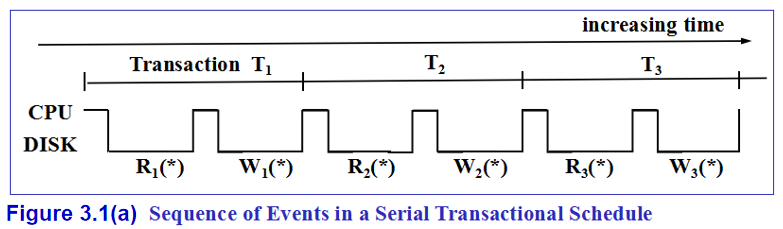 increasing time
Transaction T₁ T₂ T₃
CPU
DISK
R₁(*) W₁(*) R₂(*) W₂(*) R₃(*) W₃(*)
Figure 3.1(a) Sequence of Events in a Serial Transactional Schedule